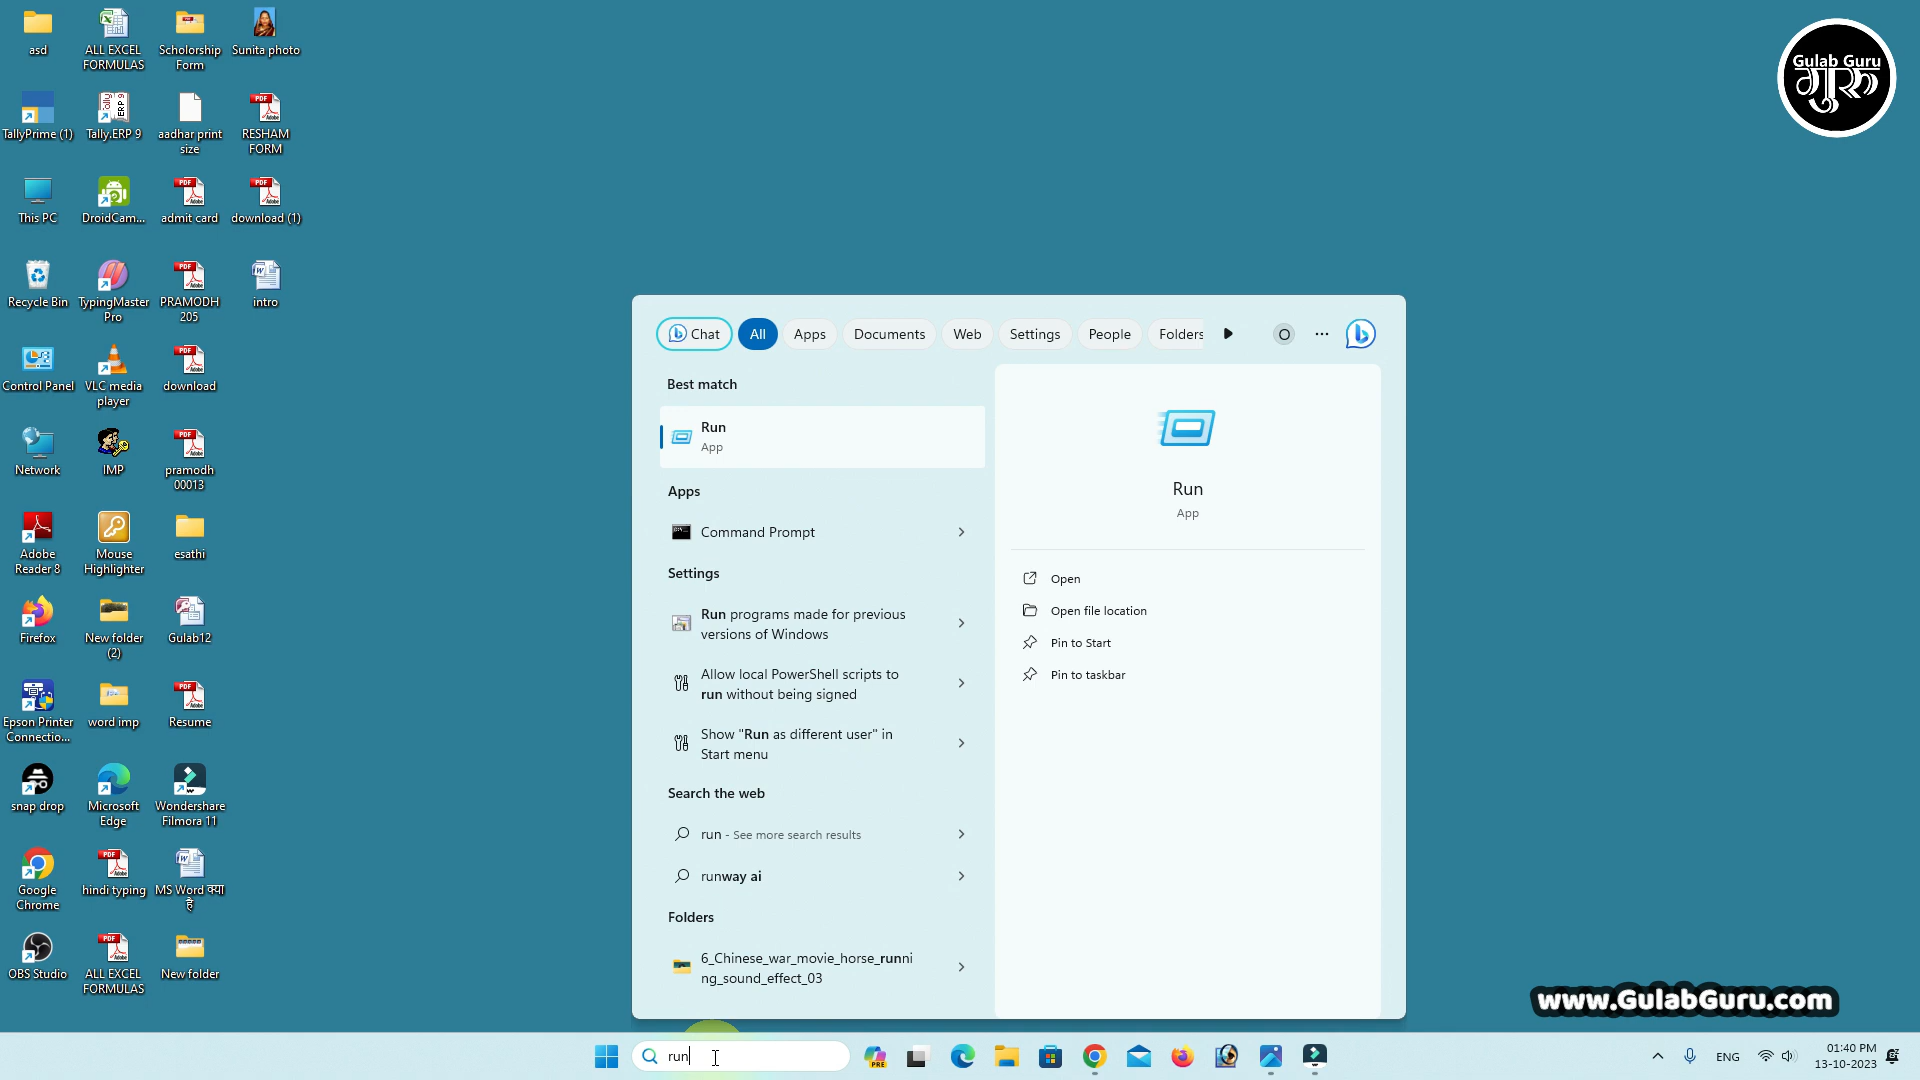 asd
ALL EXCEL
FORMULAS
Scholorship
Form
Sunita photo
TallyPrime (1)
Tally.ERP 9
aadhar print
size
RESHAM
FORM
This PC
DroidCam...
admit card
download (1)
Recycle Bin
TypingMaster
Pro
PRAMODH
205
intro
Control Panel
VLC media
player
download
Network
IMP
pramodh
00013
Adobe
Reader 8
Mouse
Highlighter
esathi
Firefox
New folder
(2)
Gulab12
Epson Printer
Connectio...
word imp
Resume
snap drop
Microsoft
Edge
Wondershare
Filmora 11
Google
Chrome
hindi typing
MS Word क्या
है
OBS Studio
ALL EXCEL
FORMULAS
New folder
Gulab Guru
गुरू
Chat
All
Apps
Documents
Web
Settings
People
Folders
O
Best match
Run
App
Apps
Command Prompt
Settings
Run programs made for previous
versions of Windows
Allow local PowerShell scripts to
run without being signed
Show "Run as different user" in
Start menu
Search the web
run - See more search results
runway ai
Folders
6_Chinese_war_movie_horse_runni
ng_sound_effect_03
Run
App
Open
Open file location
Pin to Start
Pin to taskbar
www.GulabGuru.com
run
PRE
ENG
01:40 PM
13-10-2023